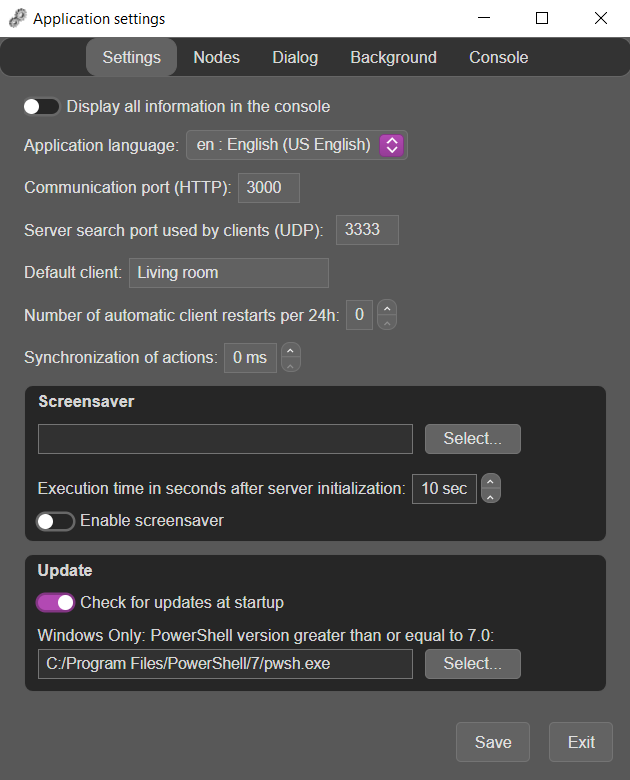 Application settings
Settings Nodes Dialog Background Console
Display all information in the console
Application language: en : English (US English)
Communication port (HTTP): 3000
Server search port used by clients (UDP): 3333
Default client: Living room
Number of automatic client restarts per 24h: 0
Synchronization of actions: 0 ms
Screensaver
Select...
Execution time in seconds after server initialization: 10 sec
Enable screensaver
Update
Check for updates at startup
Windows Only: PowerShell version greater than or equal to 7.0:
C:/Program Files/PowerShell/7/pwsh.exe Select...
Save Exit